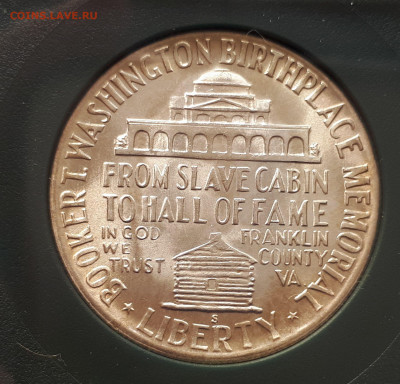 COINS.LAVE.RU
BOOKER T. WASHINGTON BIRTHPLACE MEMORIAL
FROM SLAVE CABIN
TO HALL OF FAME
IN GOD
WE
TRUST
FRANKLIN
COUNTY
VA.
S
LIBERTY